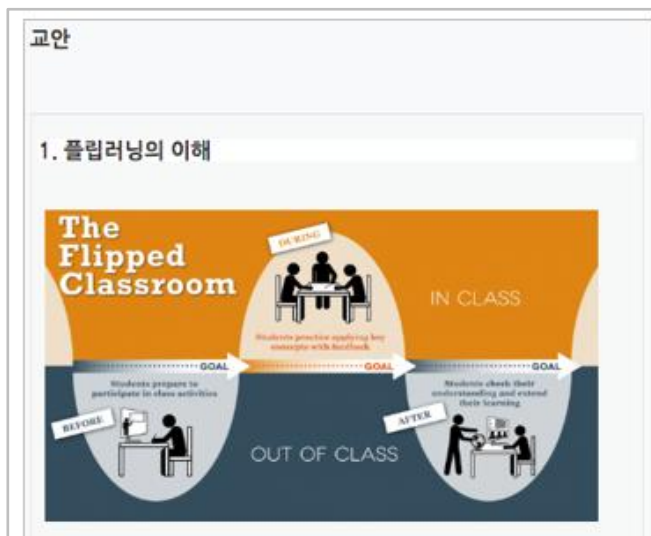 교안
1. 플립러닝의 이해
The
Flipped
Classroom
DURING
IN CLASS
Students practice applying key
concepts with feedback
GOAL
GOAL
GOAL
Students prepare to
participate in class activities
BEFORE
OUT OF CLASS
Students check their
understanding and extend
their learning
AFTER